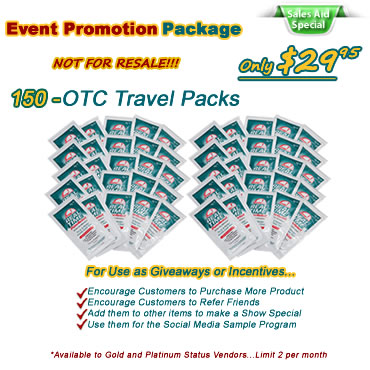 Event Promotion Package
Sales Aid
Special
NOT FOR RESALE!!!
Only $29.95
150 - OTC Travel Packs
For Use as Giveaways or Incentives...
Encourage Customers to Purchase More Product
Encourage Customers to Refer Friends
Add them to other items to make a Show Special
Use them for the Social Media Sample Program
*Available to Gold and Platinum Status Vendors...Limit 2 per month